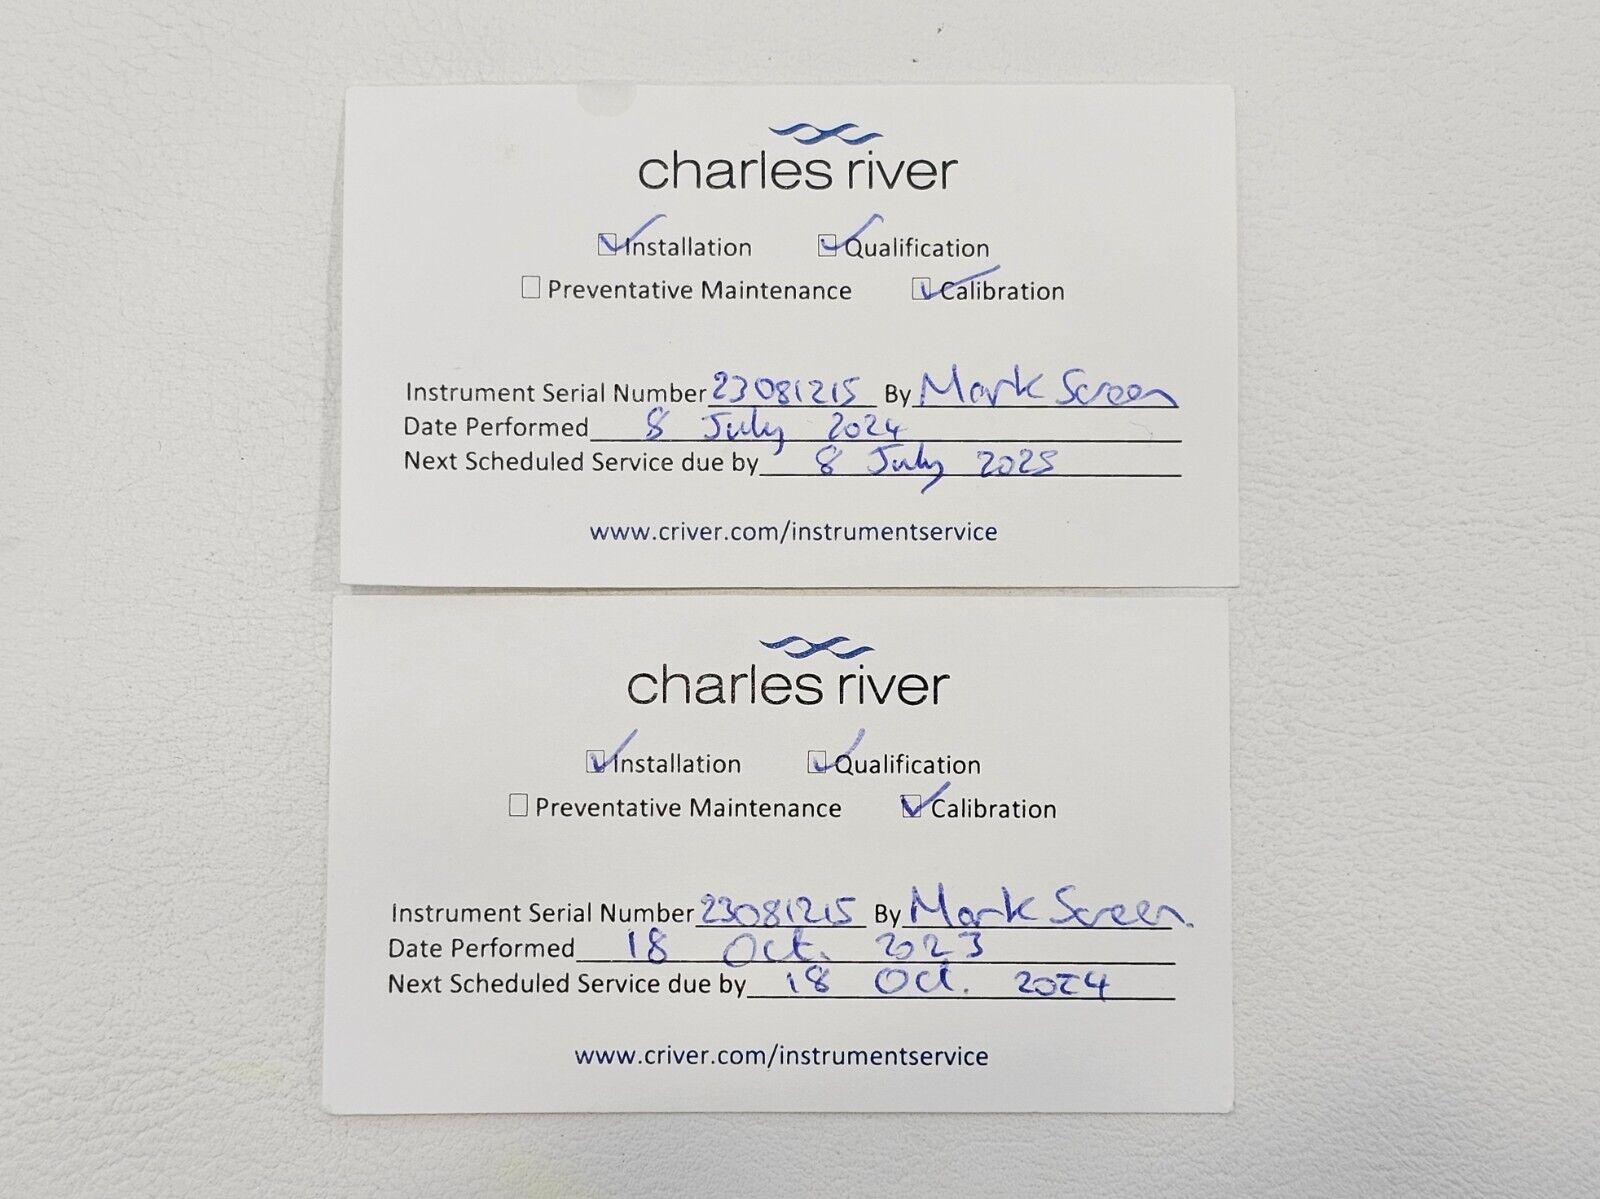 charles river
Installation Qualification
Preventative Maintenance Calibration
Instrument Serial Number 23081215 By Mark Screen
Date Performed 8 July 2024
Next Scheduled Service due by 8 July 2025
www.criver.com/instrumentservice
charles river
Installation Qualification
Preventative Maintenance Calibration
Instrument Serial Number 23081215 By Mark Screen.
Date Performed 18 Oct. 2023
Next Scheduled Service due by 18 Oct. 2024
www.criver.com/instrumentservice